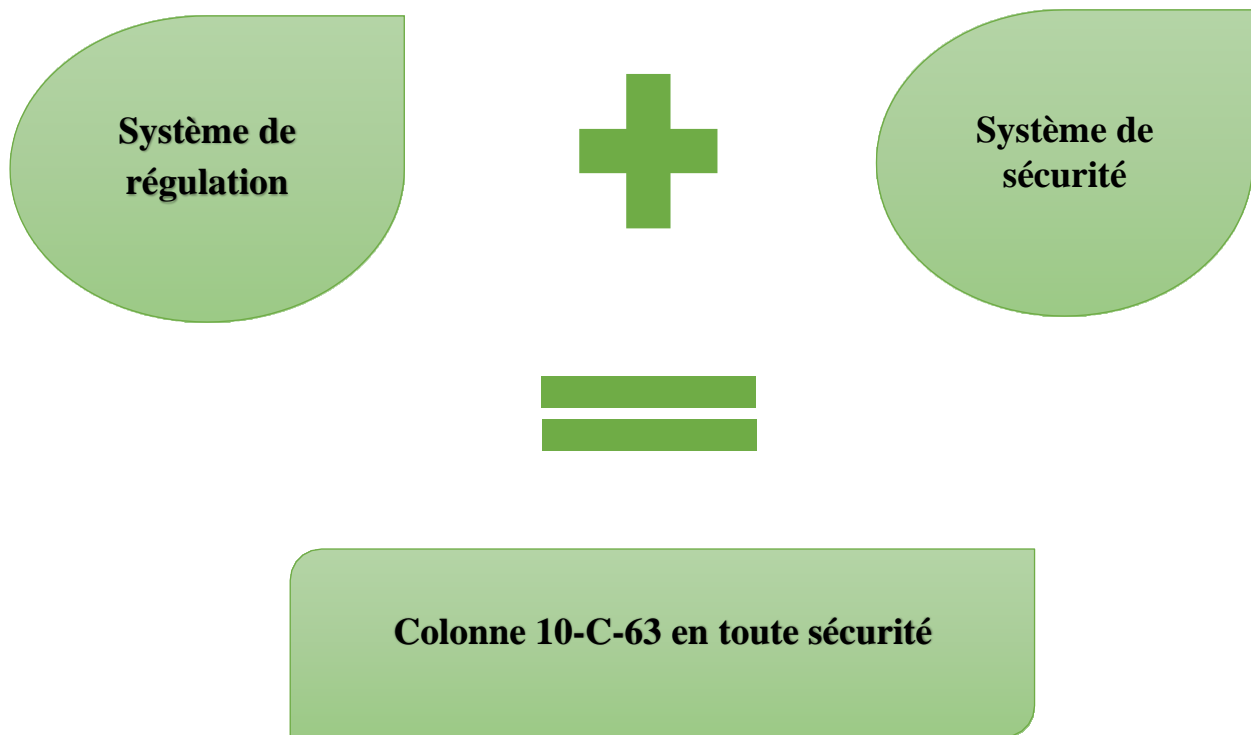 Système de
régulation
Système de
sécurité
Colonne 10-C-63 en toute sécurité